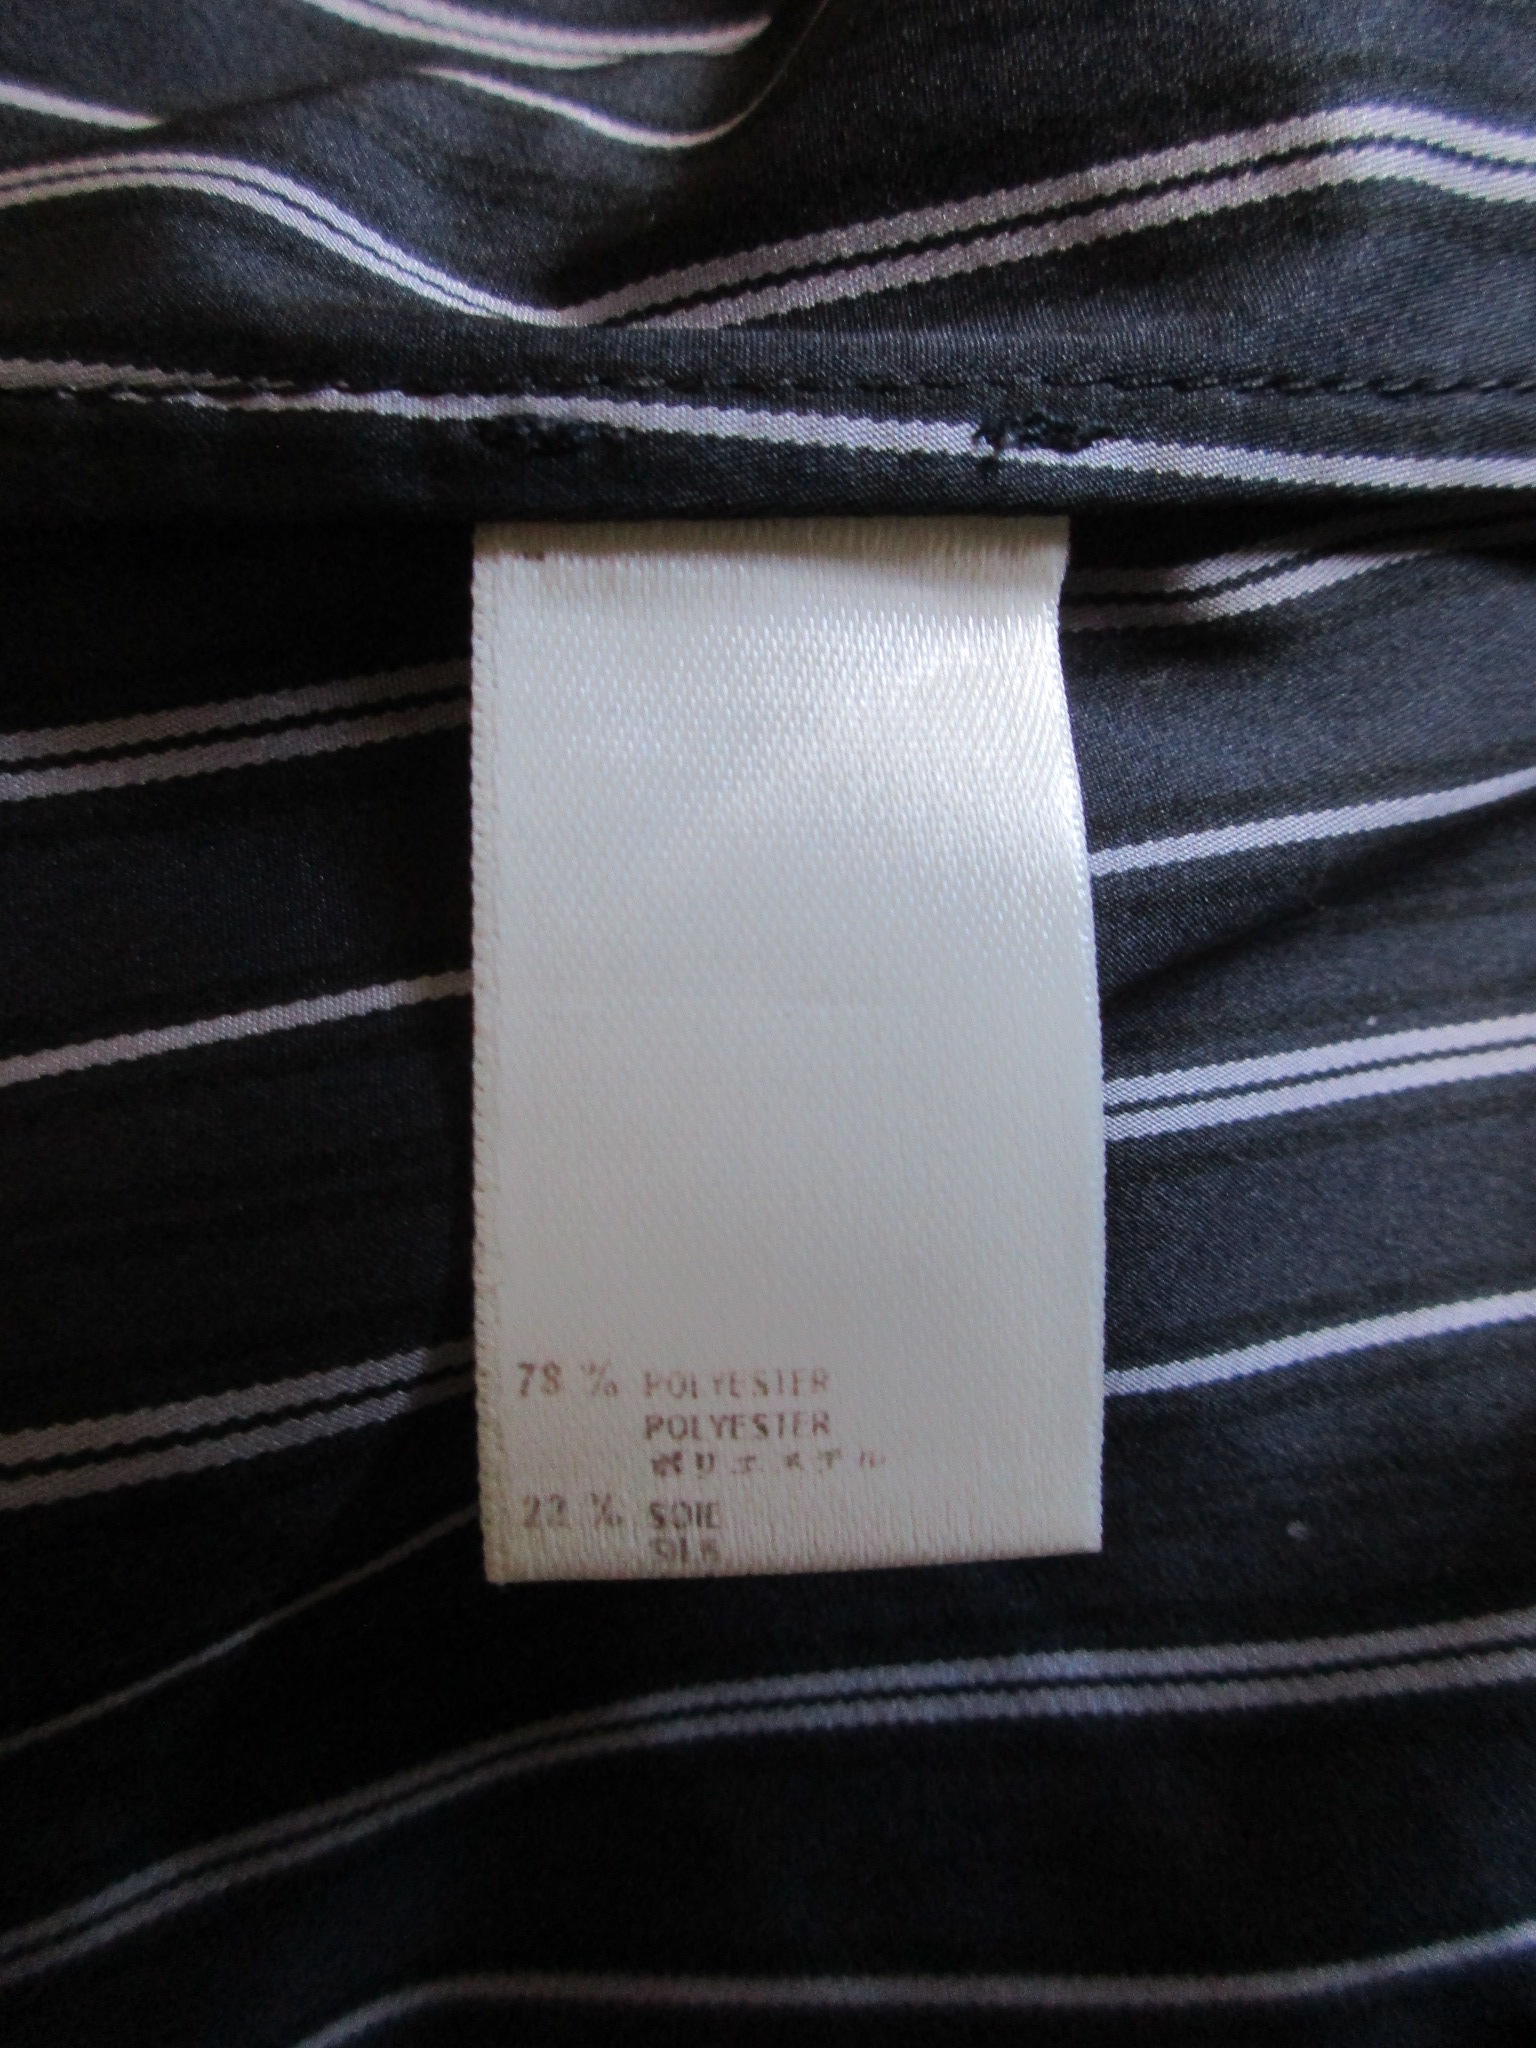 78 % POLYESTER
POLYESTER
ポリエステル
22 % SOIE
SILK